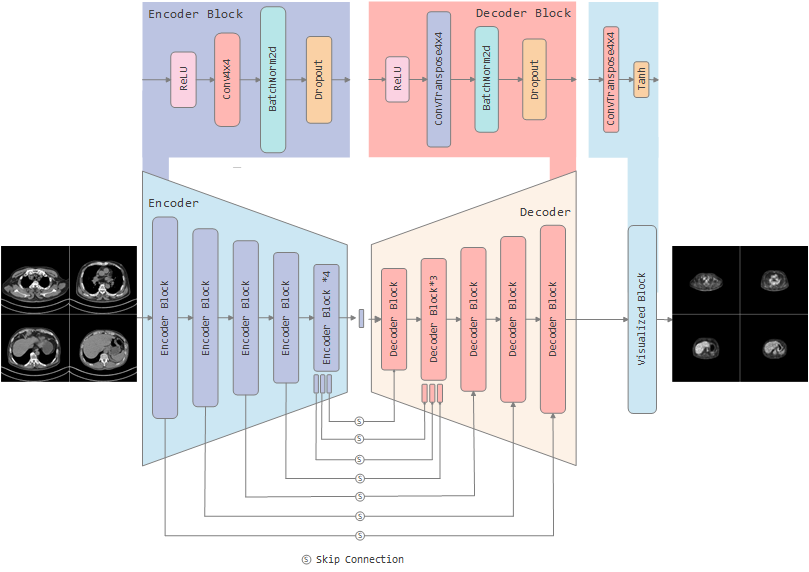 Encoder Block
Decoder Block
ReLU
Conv4x4
BatchNorm2d
Dropout
ReLU
ConvTranspose4x4
BatchNorm2d
Dropout
ConvTranspose4x4
Tanh
Encoder
Decoder
Encoder Block
Encoder Block
Encoder Block
Encoder Block
Encoder Block *4
Decoder Block
Decoder Block*3
Decoder Block
Decoder Block
Decoder Block
Visualized Block
S
S
S
S
S
S
S
S Skip Connection